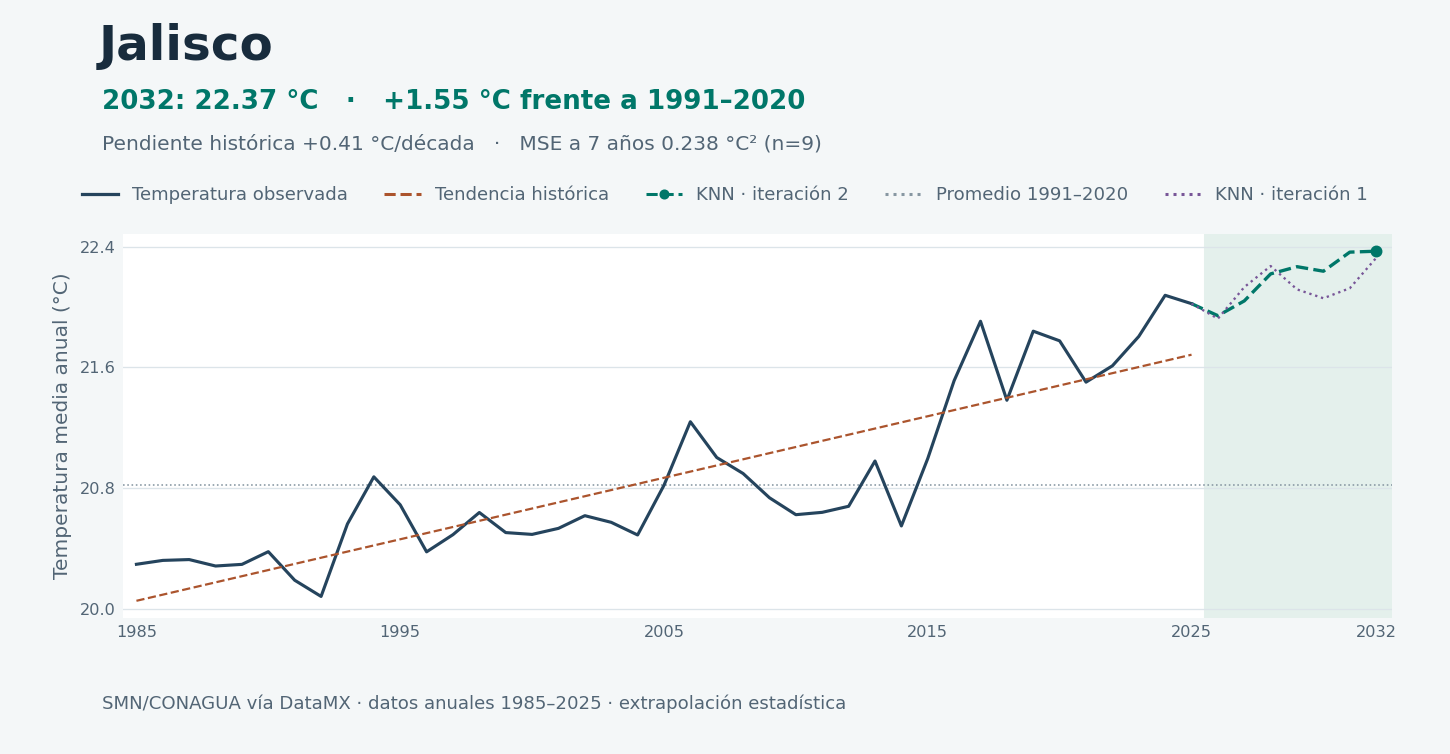 Jalisco
2032: 22.37 °C · +1.55 °C frente a 1991–2020
Pendiente histórica +0.41 °C/década · MSE a 7 años 0.238 °C² (n=9)
Temperatura observada Tendencia histórica KNN · iteración 2 Promedio 1991–2020 KNN · iteración 1
Temperatura media anual (°C)
22.4
21.6
20.8
20.0
1985 1995 2005 2015 2025 2032
SMN/CONAGUA vía DataMX · datos anuales 1985–2025 · extrapolación estadística